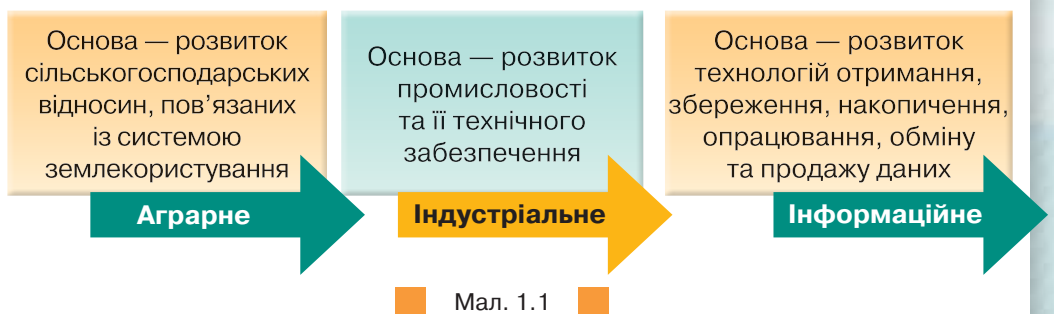 Основа — розвиток
сільськогосподарських
відносин, пов’язаних
із системою
землекористування
Аграрне
Основа — розвиток
промисловості
та її технічного
забезпечення
Індустріальне
Основа — розвиток
технологій отримання,
збереження, накопичення,
опрацювання, обміну
та продажу даних
Інформаційне
Мал. 1.1